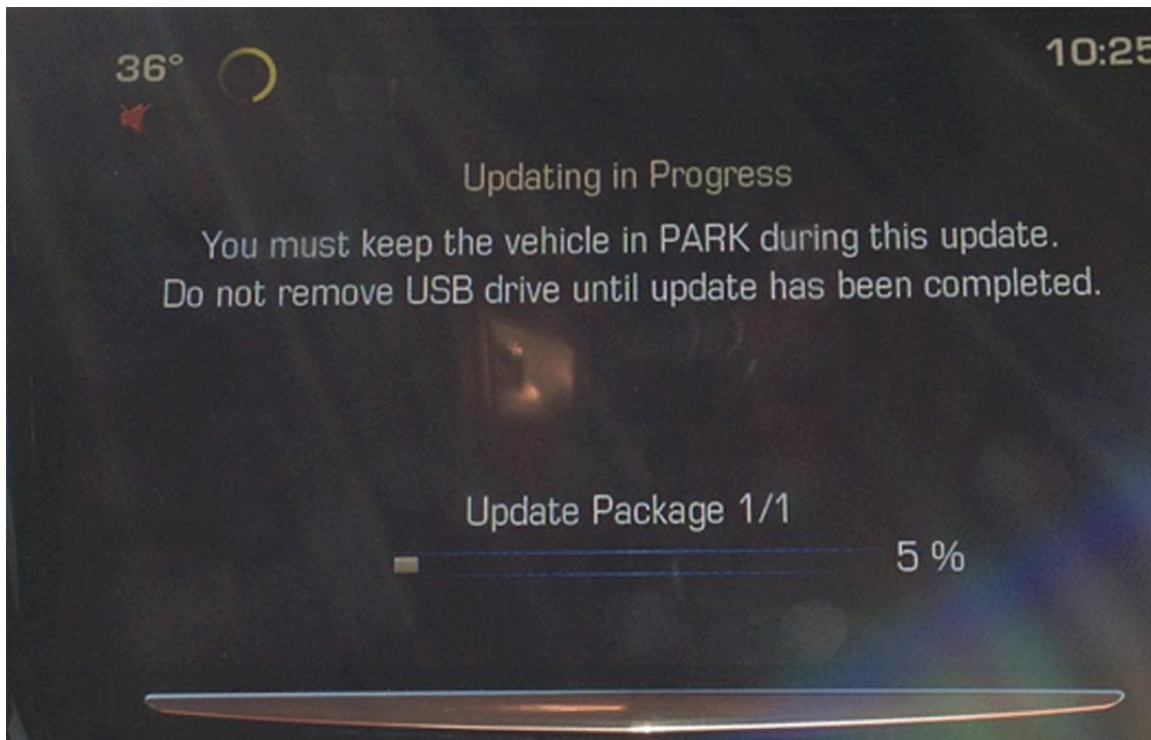 36° 10:25
Updating in Progress
You must keep the vehicle in PARK during this update.
Do not remove USB drive until update has been completed.
Update Package 1/1
5 %